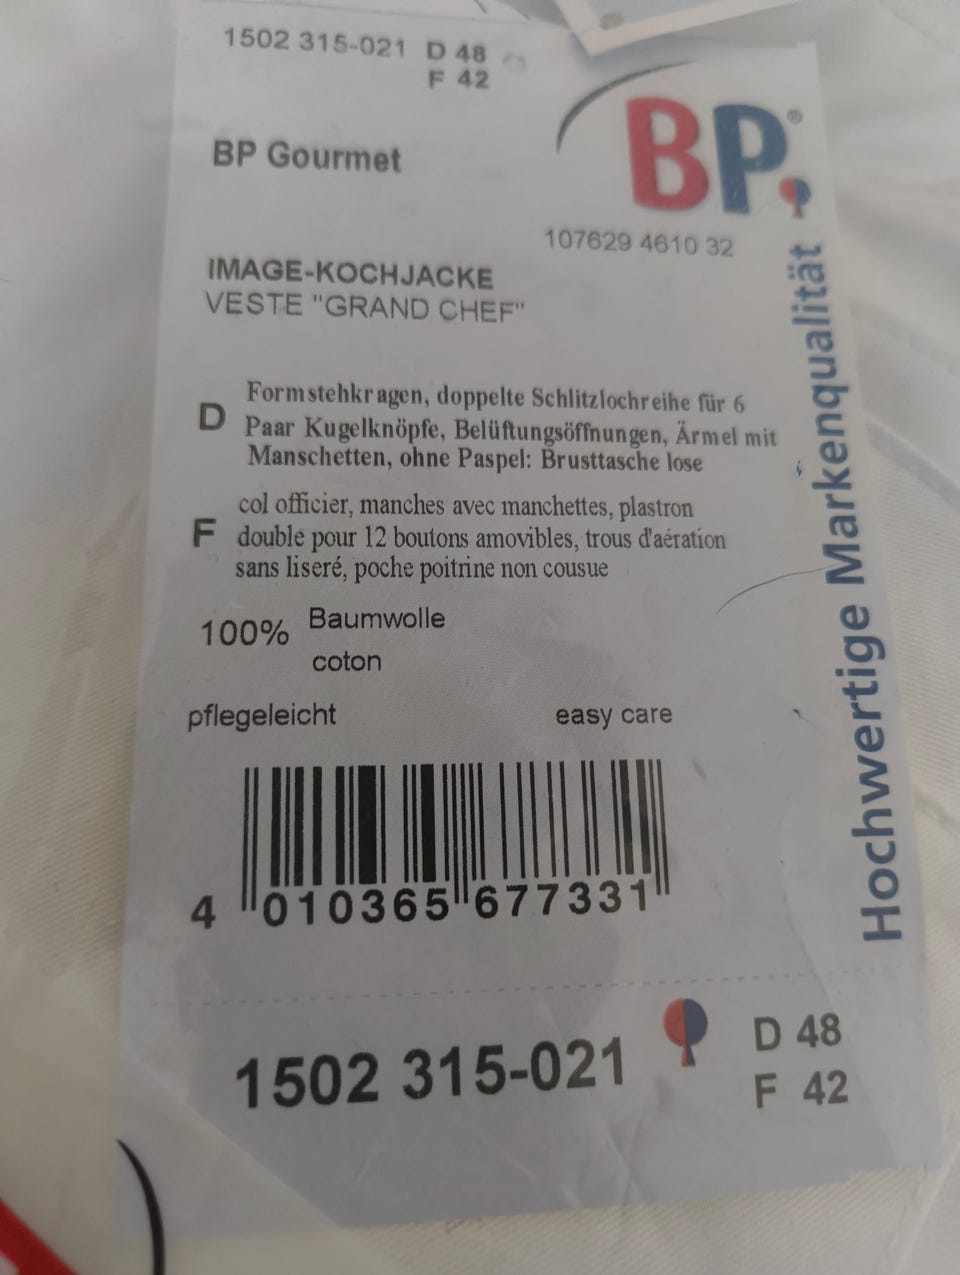 1502 315-021 D 48
F 42
BP®
BP Gourmet
107629 4610 32
IMAGE-KOCHJACKE
VESTE "GRAND CHEF"
D Formstehkragen, doppelte Schlitzlochreihe für 6
Paar Kugelknöpfe, Belüftungsöffnungen, Ärmel mit
Manschetten, ohne Paspel: Brusttasche lose
F col officier, manches avec manchettes, plastron
double pour 12 boutons amovibles, trous d'aération
sans liseré, poche poitrine non cousue
100% Baumwolle
coton
pflegeleicht easy care
4 010365 677331
Hochwertige Markenqualität
1502 315-021 D 48
F 42